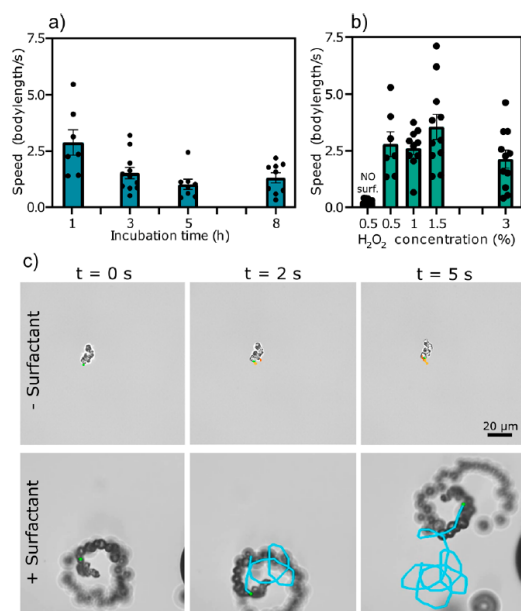 a)
7.5
5.0
2.5
0.0
Speed (bodylength/s)
1
3
5
8
Incubation time (h)
b)
7.5
5.0
2.5
0.0
Speed (bodylength/s)
NO
surf.
0.5
0.5
1
1.5
3
H₂O₂ concentration (%)
c)
t = 0 s
t = 2 s
t = 5 s
- Surfactant
20 µm
+ Surfactant